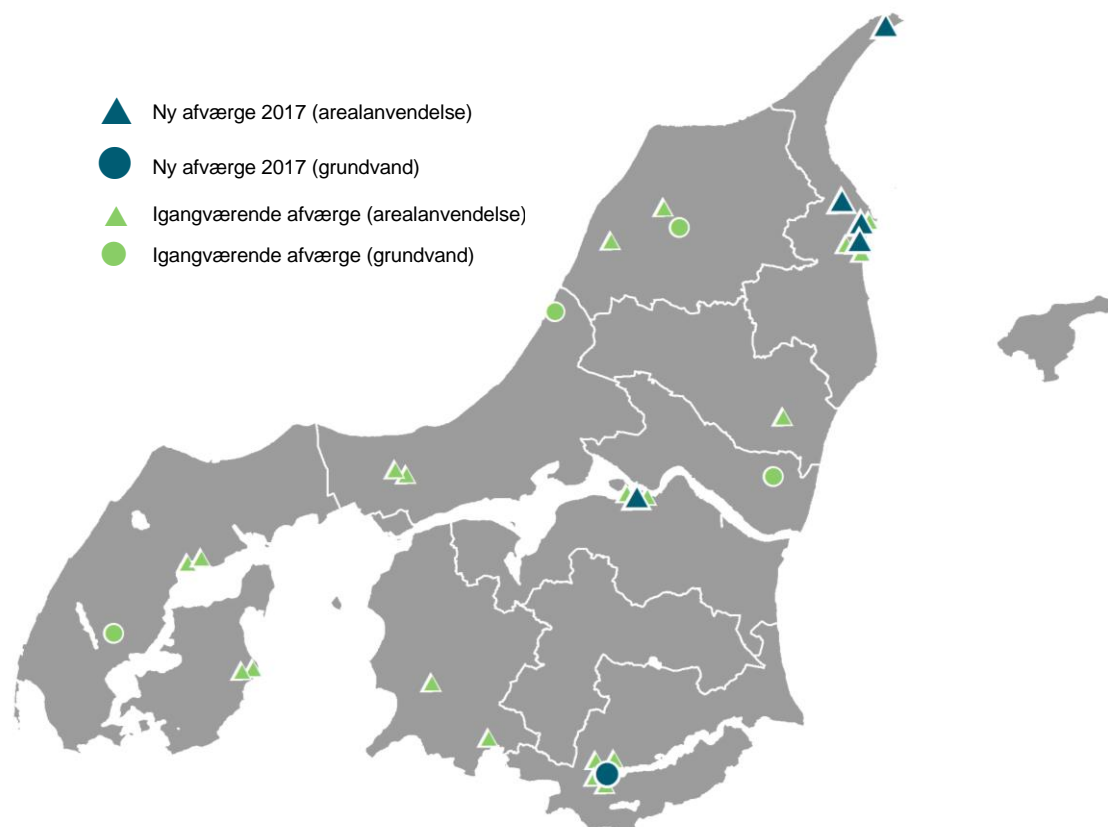 Ny afværge 2017 (arealanvendelse)
Ny afværge 2017 (grundvand)
Igangværende afværge (arealanvendelse)
Igangværende afværge (grundvand)